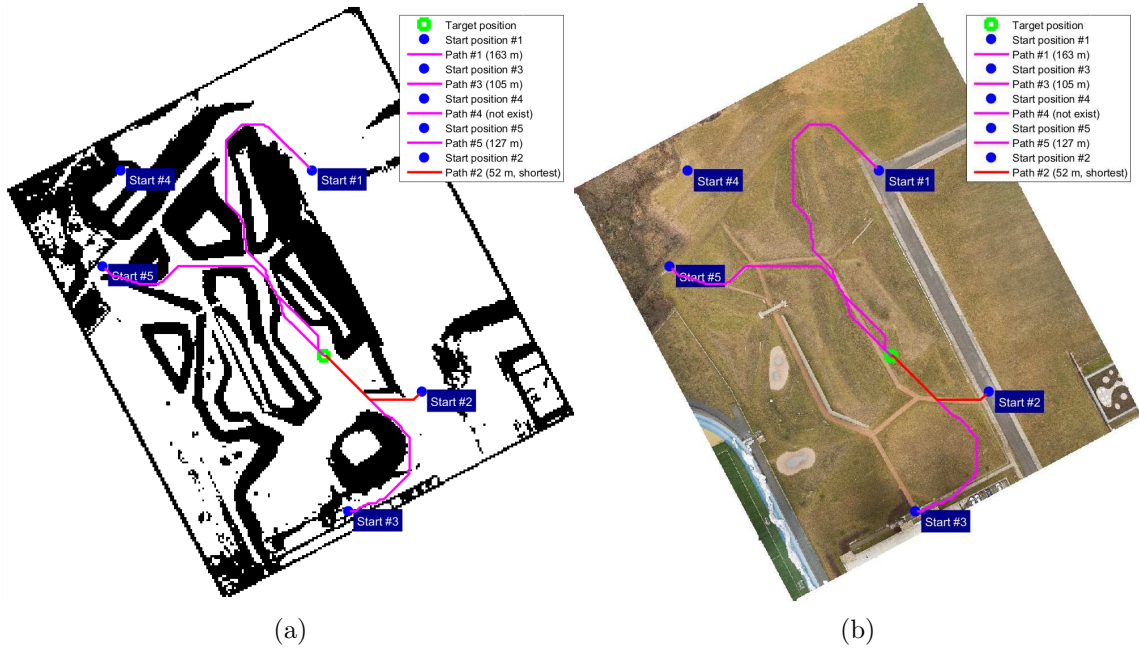 Target position
Start position #1
Path #1 (163 m)
Start position #3
Path #3 (105 m)
Start position #4
Path #4 (not exist)
Start position #5
Path #5 (127 m)
Start position #2
Path #2 (52 m, shortest)
Start #4
Start #1
Start #5
Start #2
Start #3
(a)
Target position
Start position #1
Path #1 (163 m)
Start position #3
Path #3 (105 m)
Start position #4
Path #4 (not exist)
Start position #5
Path #5 (127 m)
Start position #2
Path #2 (52 m, shortest)
Start #4
Start #1
Start #5
Start #2
Start #3
(b)